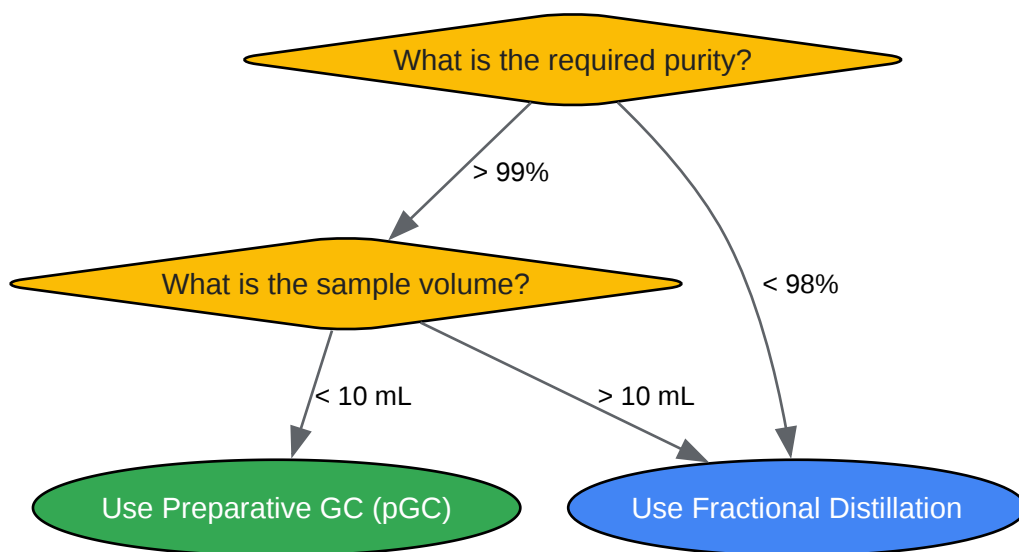 What is the required purity?
> 99%
What is the sample volume?
< 98%
< 10 mL
> 10 mL
Use Preparative GC (pGC)
Use Fractional Distillation